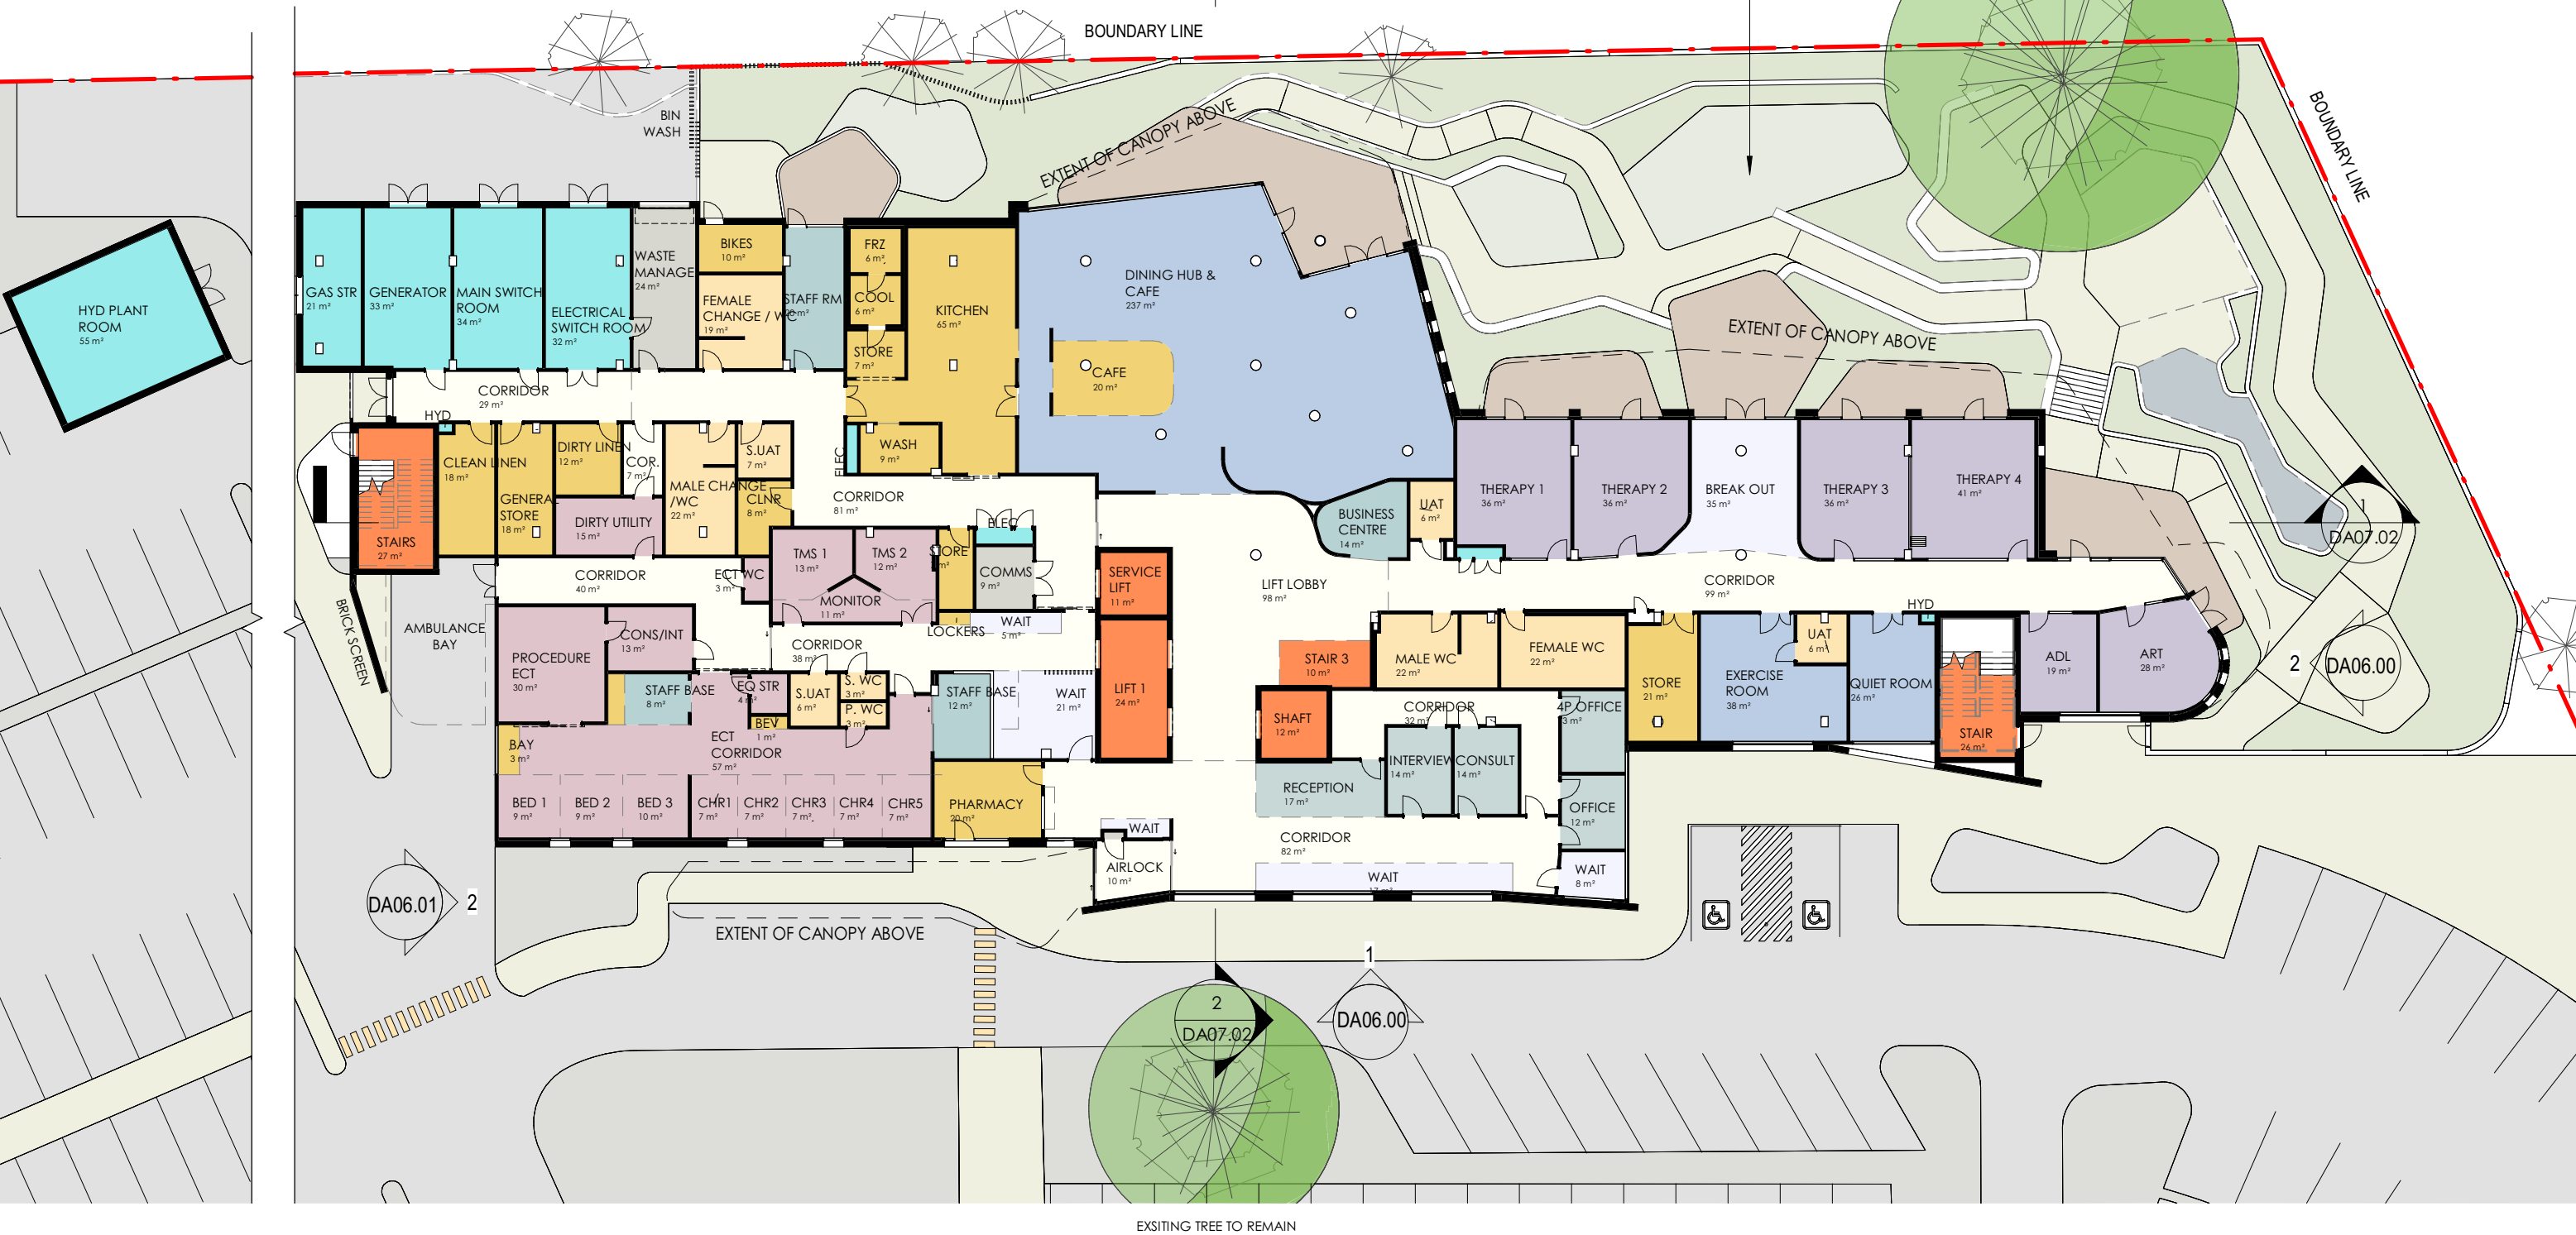 BOUNDARY LINE
BOUNDARY LINE
BIN
WASH
EXTENT OF CANOPY ABOVE
HYD PLANT
ROOM
55 m²
GAS STR
21 m²
GENERATOR
33 m²
MAIN SWITCH
ROOM
34 m²
ELECTRICAL
SWITCH ROOM
32 m²
WASTE
MANAGE
24 m²
BIKES
10 m²
FEMALE
CHANGE / WC
19 m²
STAFF RM
FRZ
6 m²
COOL
6 m²
STORE
7 m²
KITCHEN
65 m²
DINING HUB &
CAFE
237 m²
CAFE
20 m²
EXTENT OF CANOPY ABOVE
CORRIDOR
29 m²
HYD
STAIRS
27 m²
CLEAN LINEN
18 m²
GENERAL
STORE
18 m²
DIRTY LINEN
12 m²
COR.
7 m²
DIRTY UTILITY
15 m²
MALE CHANGE
/WC
22 m²
S.UAT
7 m²
CLNR
8 m²
ELEC
WASH
9 m²
CORRIDOR
81 m²
ELEC
BUSINESS
CENTRE
14 m²
UAT
6 m²
THERAPY 1
36 m²
THERAPY 2
36 m²
BREAK OUT
35 m²
THERAPY 3
36 m²
THERAPY 4
41 m²
1
DA07.02
CORRIDOR
40 m²
ECT WC
3 m²
TMS 1
13 m²
TMS 2
12 m²
MONITOR
11 m²
STORE
COMMS
9 m²
SERVICE
LIFT
11 m²
LIFT LOBBY
98 m²
CORRIDOR
99 m²
HYD
BRICK SCREEN
AMBULANCE
BAY
PROCEDURE
ECT
30 m²
CONS/INT
13 m²
CORRIDOR
38 m²
LOCKERS
WAIT
5 m²
STAFF BASE
8 m²
EQ STR
4 m²
BEV
1 m²
S.UAT
6 m²
S. WC
3 m²
P. WC
3 m²
STAFF BASE
12 m²
WAIT
21 m²
LIFT 1
24 m²
STAIR 3
10 m²
SHAFT
12 m²
MALE WC
22 m²
FEMALE WC
22 m²
STORE
21 m²
EXERCISE
ROOM
38 m²
UAT
6 m²
QUIET ROOM
26 m²
STAIR
26 m²
ADL
19 m²
ART
28 m²
2
DA06.00
BAY
3 m²
ECT
CORRIDOR
57 m²
CORRIDOR
32 m²
4P OFFICE
BED 1
9 m²
BED 2
9 m²
BED 3
10 m²
CHR1
7 m²
CHR2
7 m²
CHR3
7 m²
CHR4
7 m²
CHR5
7 m²
PHARMACY
20 m²
RECEPTION
17 m²
INTERVIEW
14 m²
CONSULT
14 m²
OFFICE
12 m²
WAIT
AIRLOCK
10 m²
CORRIDOR
82 m²
WAIT
WAIT
8 m²
DA06.01
2
EXTENT OF CANOPY ABOVE
2
DA07.02
1
DA06.00
EXSITING TREE TO REMAIN